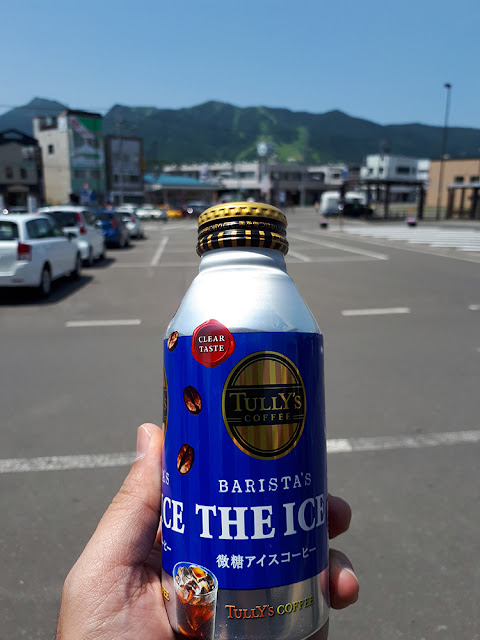 CLEAR
TASTE
TULLY'S
COFFEE
BARISTA'S
CE THE ICE
微糖アイスコーヒー
TULLY'S COFFEE